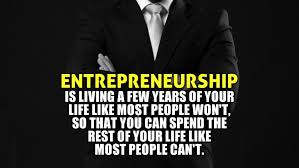 ENTREPRENEURSHIP
IS LIVING A FEW YEARS OF YOUR
LIFE LIKE MOST PEOPLE WON'T,
SO THAT YOU CAN SPEND THE
REST OF YOUR LIFE LIKE
MOST PEOPLE CAN'T.